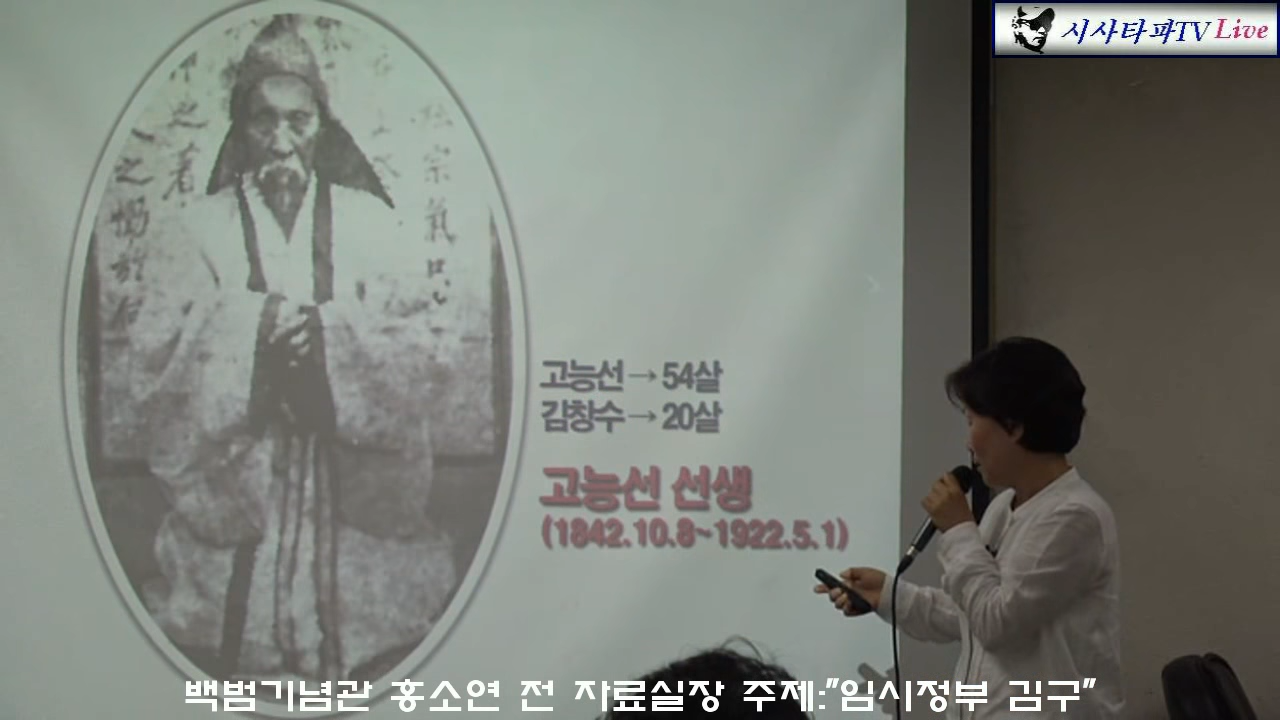 시사타파TV Live
고능선→54살
김창수→20살
고능선 선생
(1842.10.8~1922.5.1)
백범기념관 홍소연 전 자료실장 주제:"임시정부 김구"